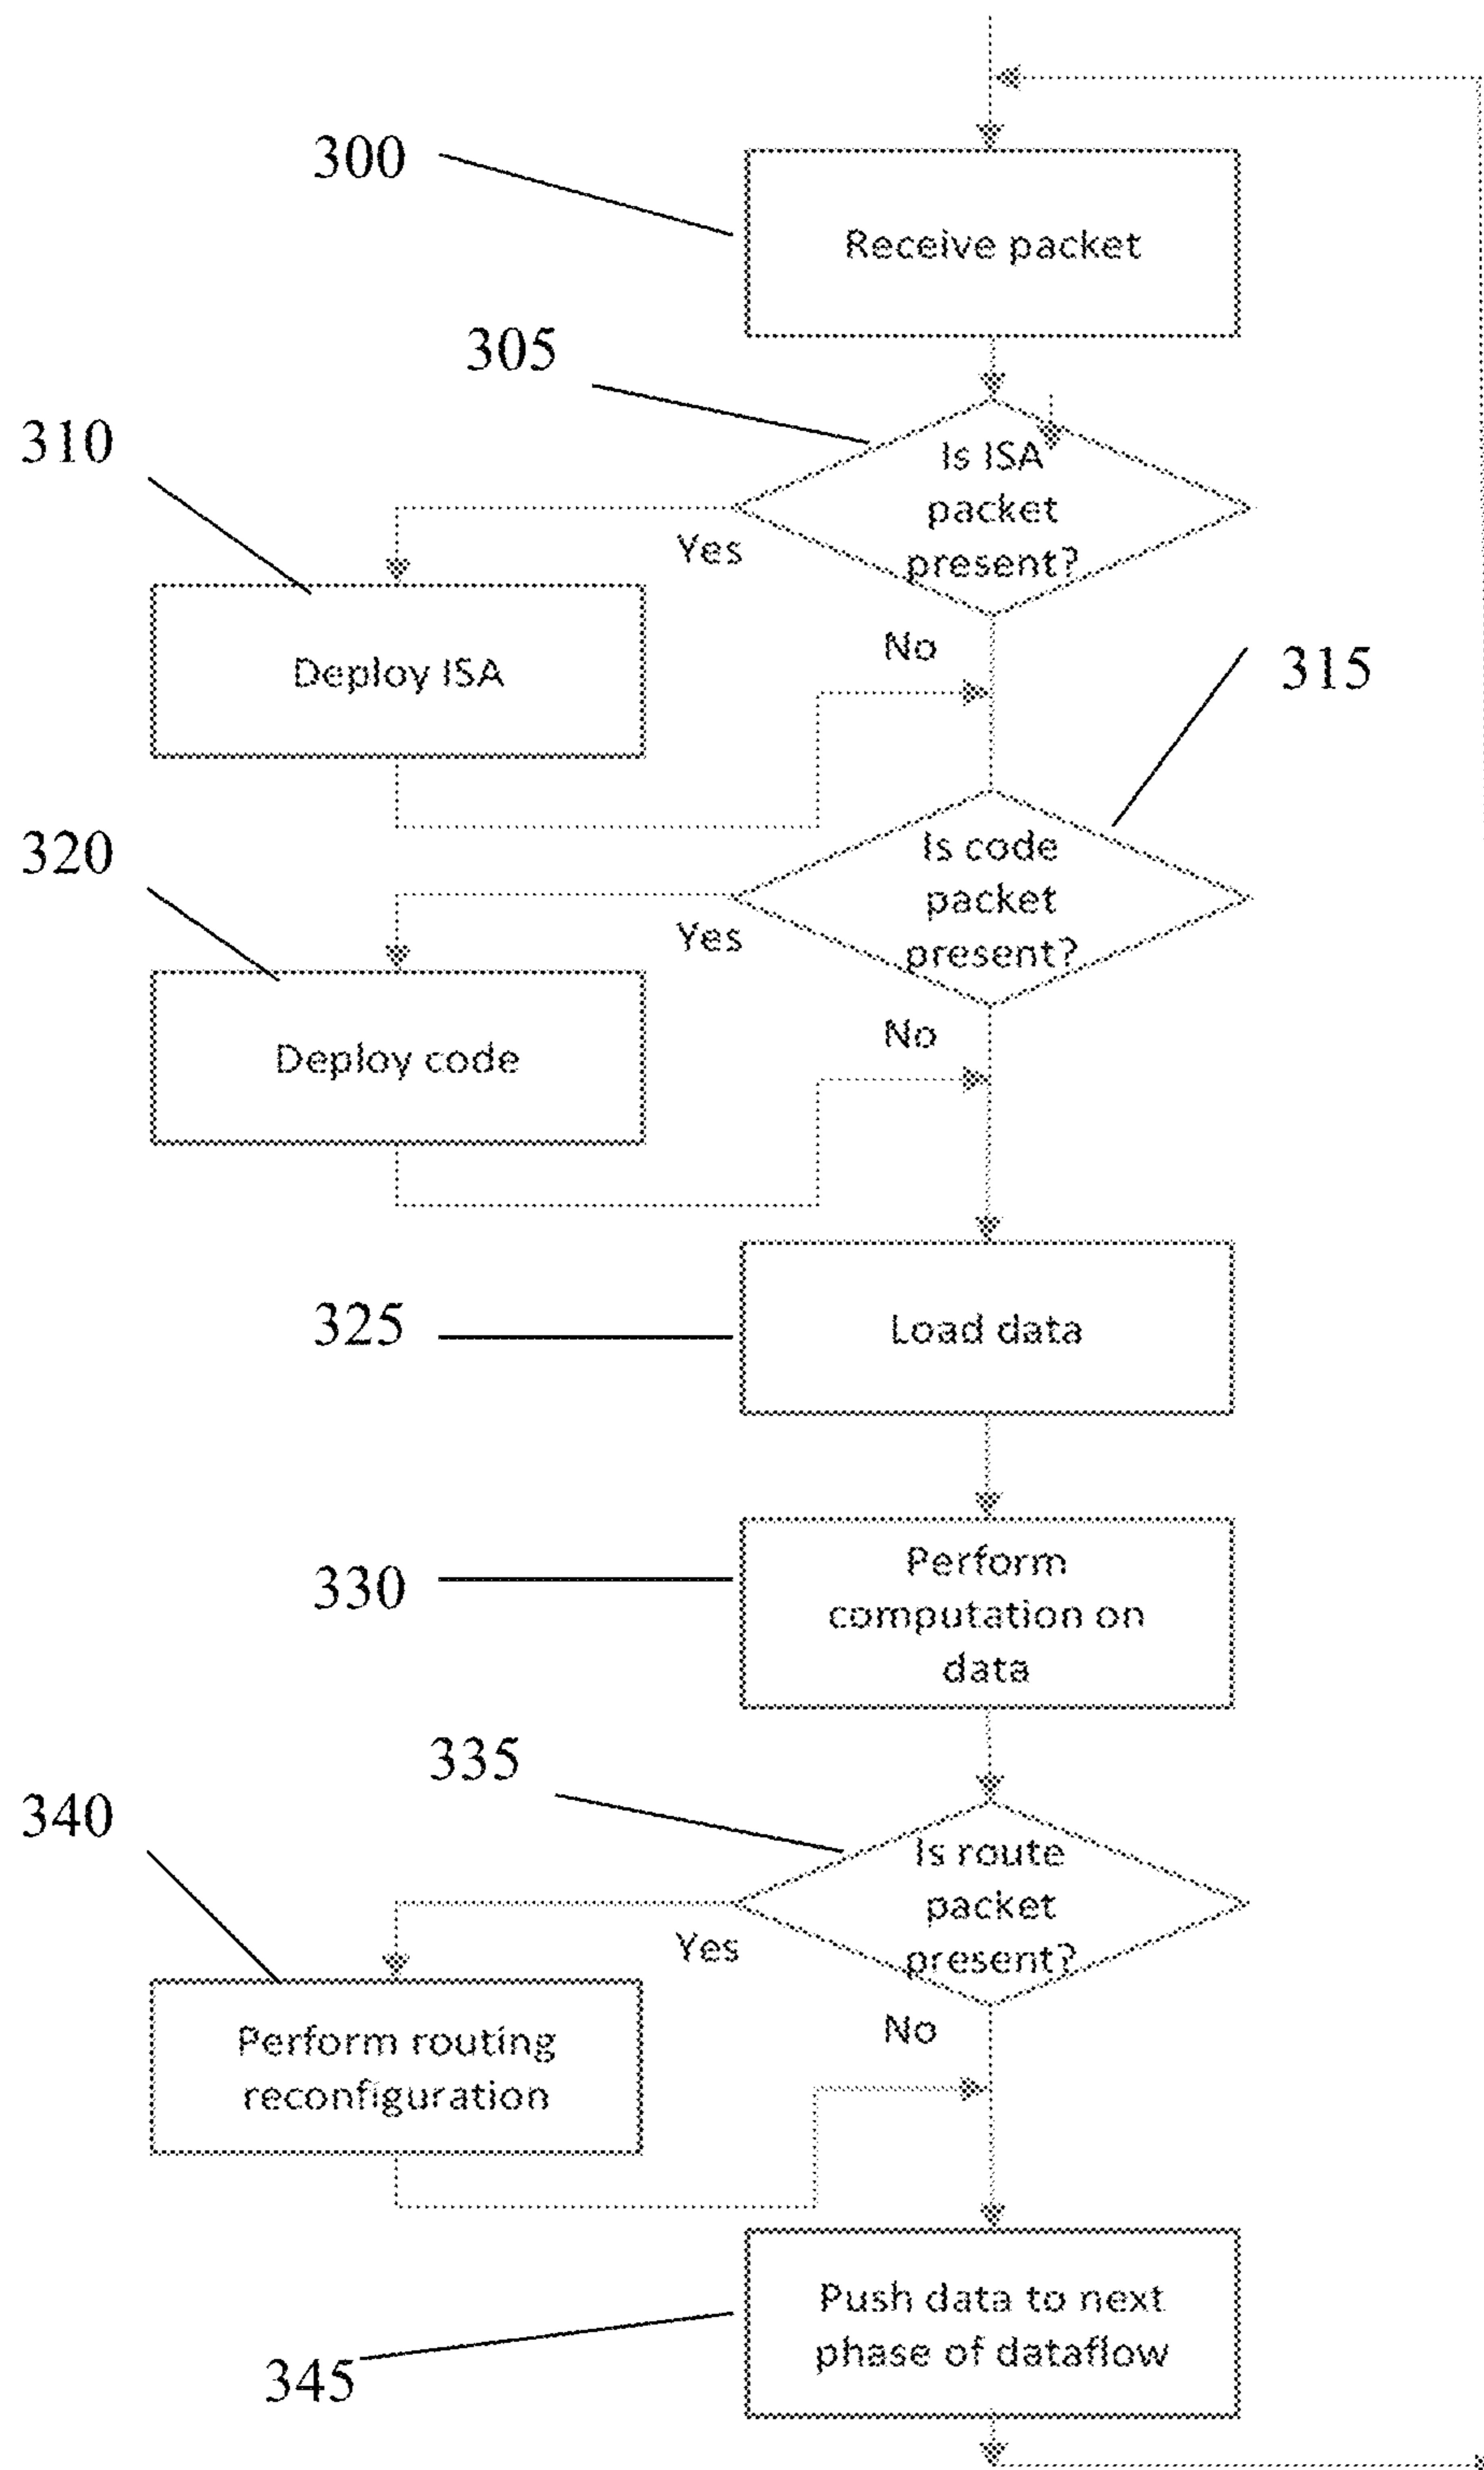 300
Receive packet
305
310
Is ISA
packet
present?
Yes
No
Deploy ISA
315
320
Is code
packet
present?
Yes
No
Deploy code
325
Load data
330
Perform
computation on
data
335
340
Is route
packet
present?
Yes
No
Perform routing
reconfiguration
345
Push data to next
phase of dataflow